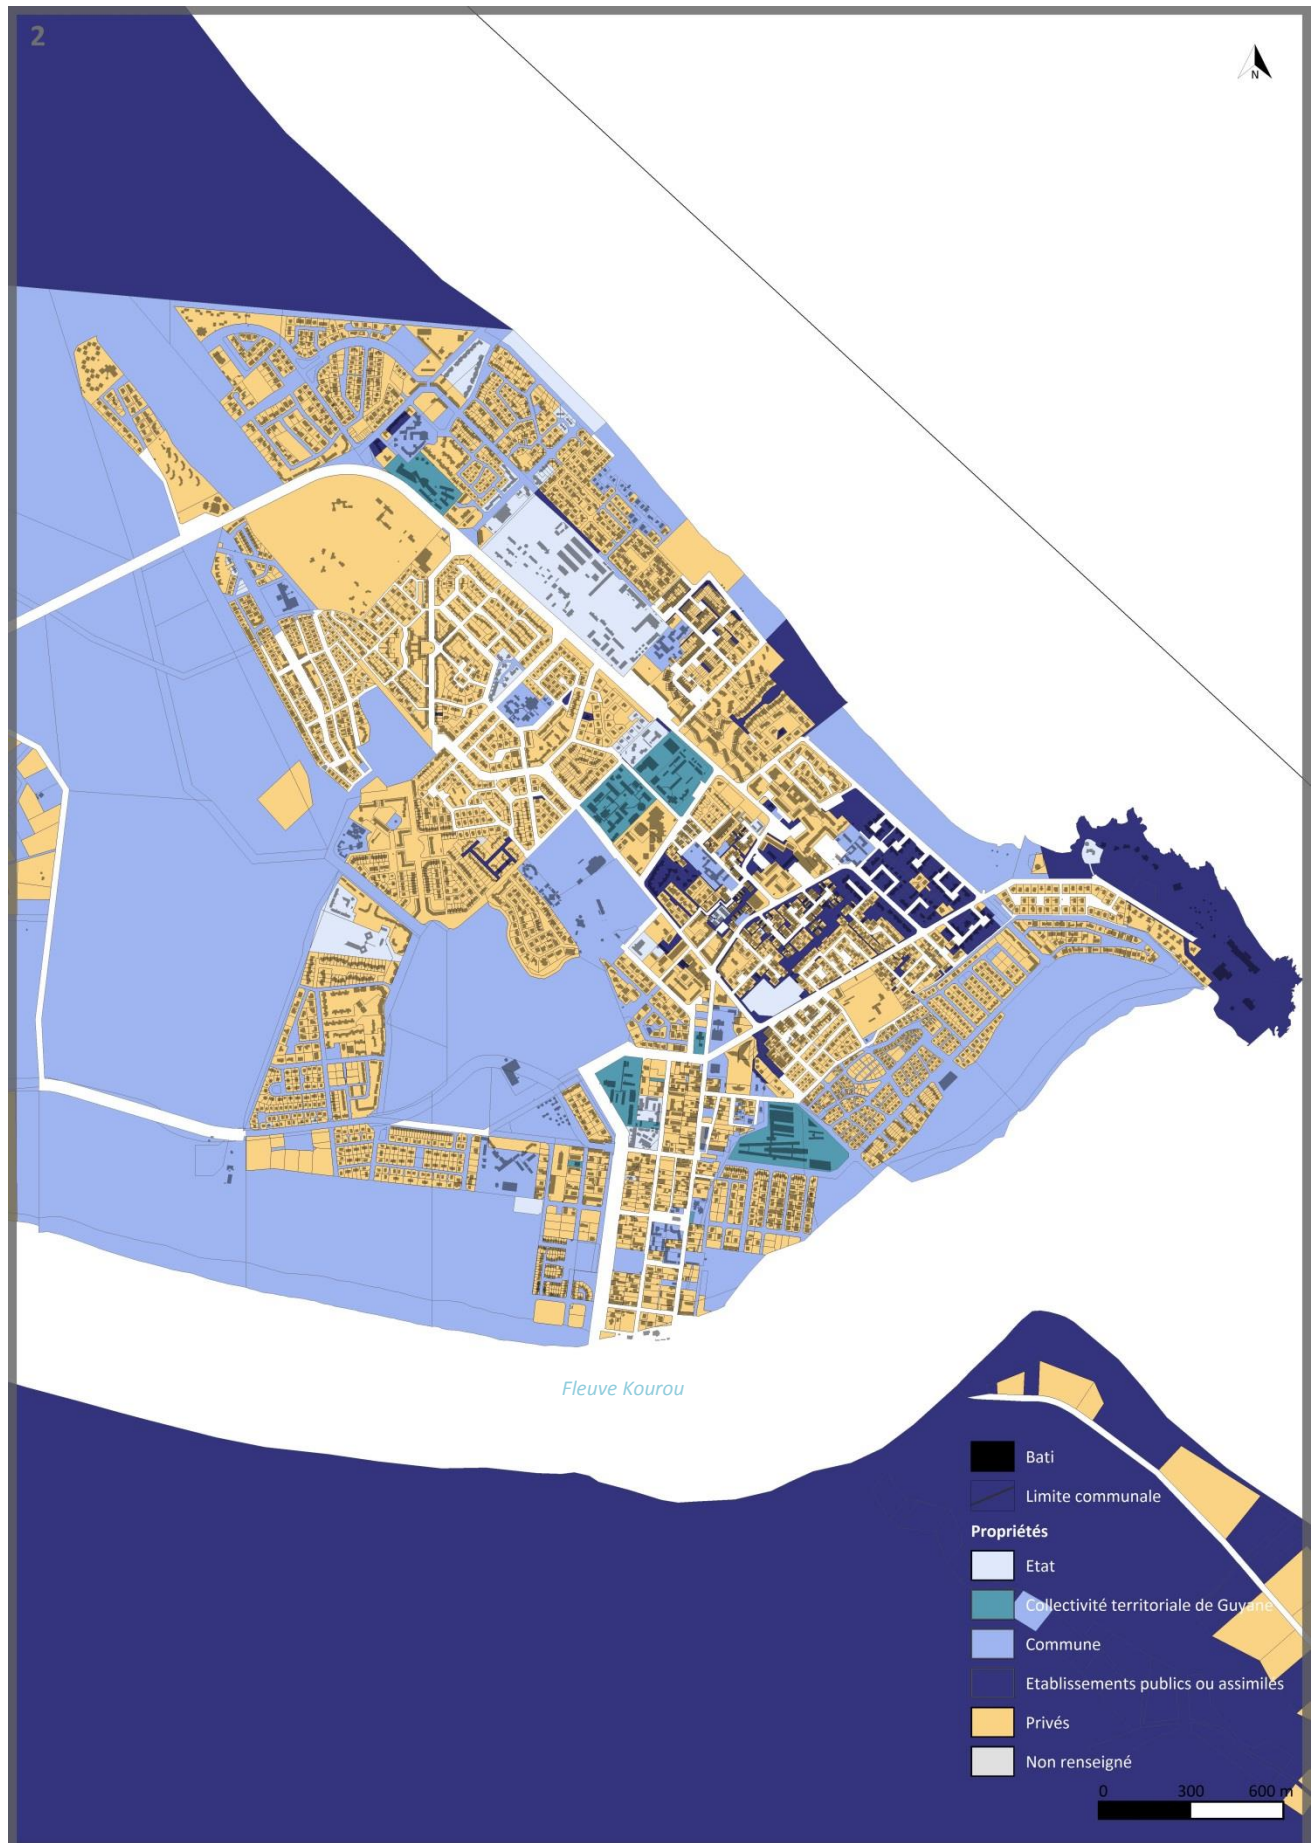 2
N
Fleuve Kourou
Bati
Limite communale
Propriétés
Etat
Collectivité territoriale de Guyane
Commune
Etablissements publics ou assimilés
Privés
Non renseigné
0 300 600 m